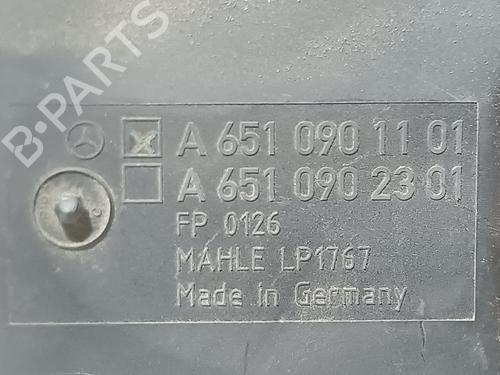 B-PARTS
A 651 090 11 01
A 651 090 23 01
FP 0126
MAHLE LP1767
Made in Germany